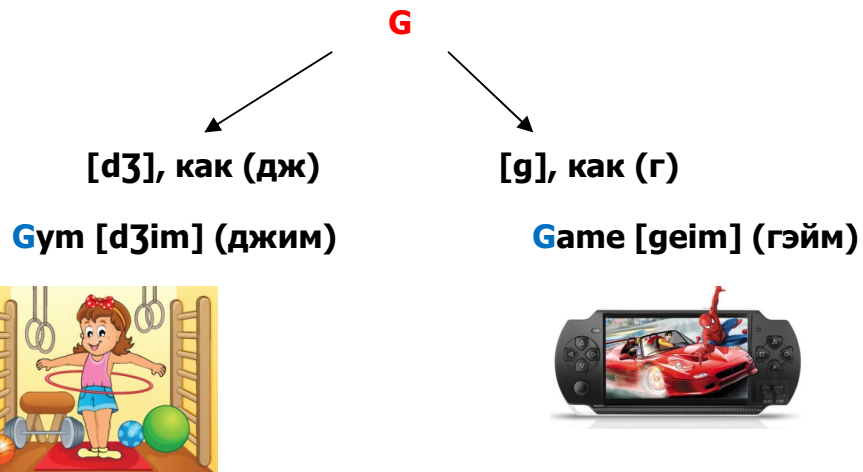 G
[dʒ], как (дж)
[g], как (г)
Gym [dʒim] (джим)
Game [geim] (гэйм)